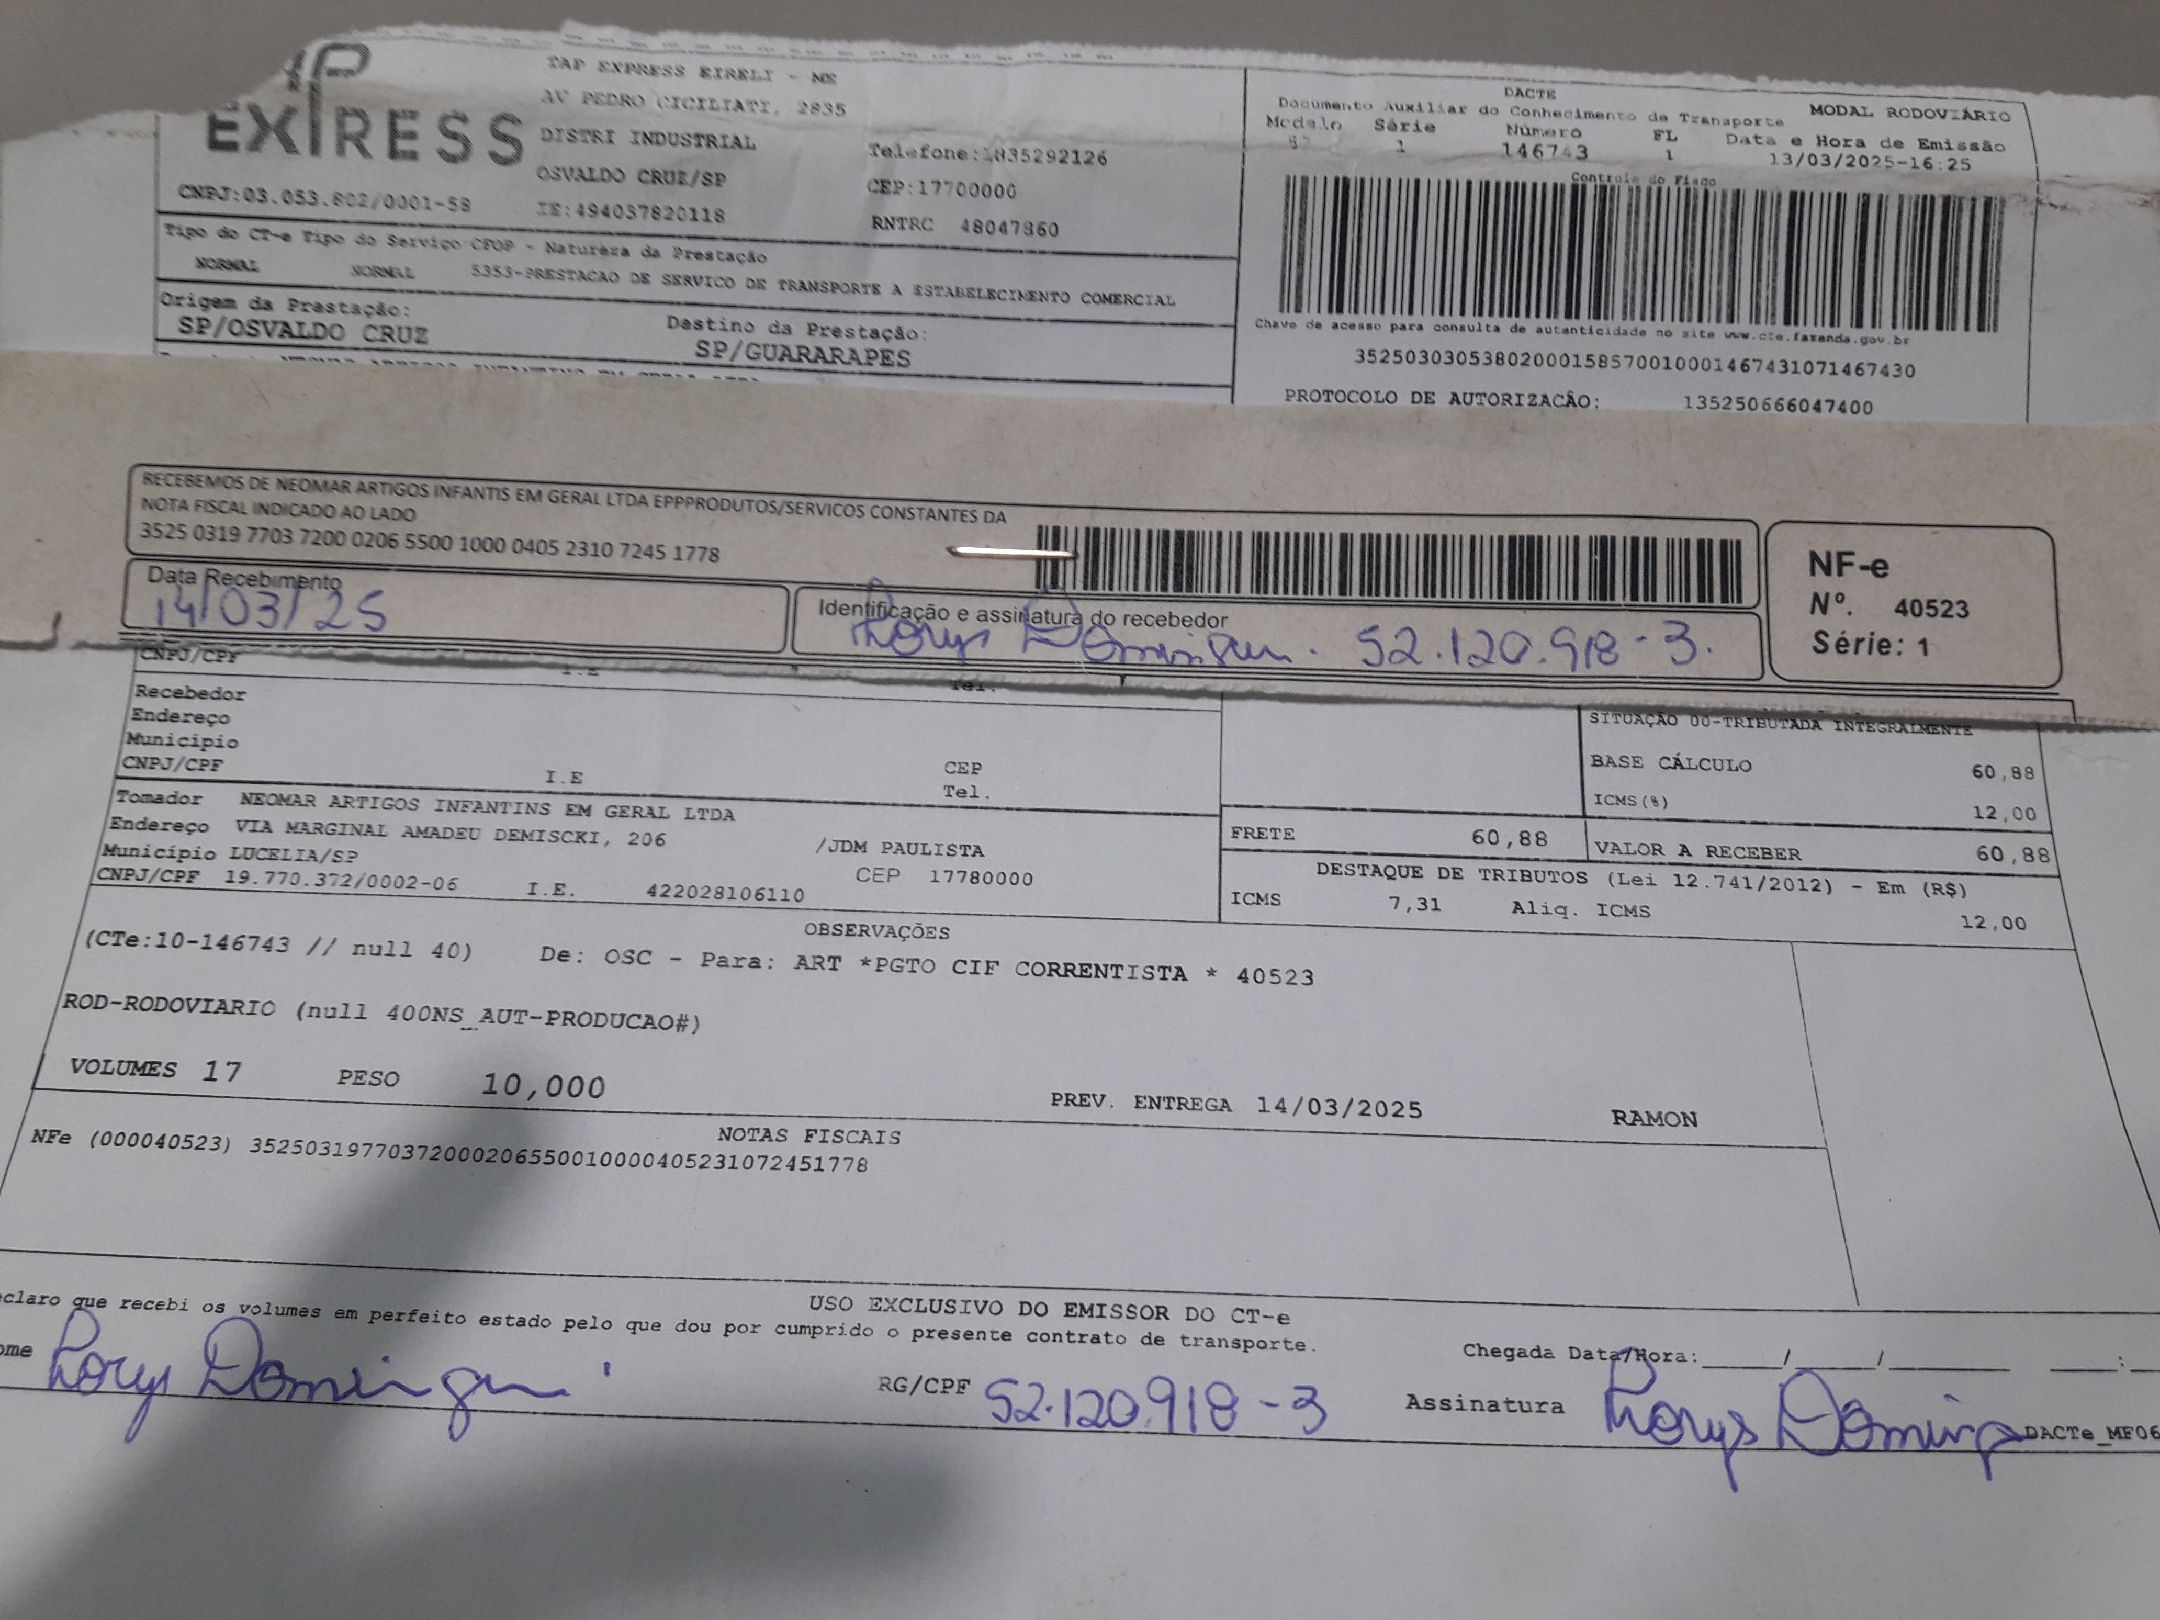 EXPRESS
TAP EXPRESS EIRELI - ME
AV PEDRO CICILIATI, 2835
DISTRI INDUSTRIAL
OSVALDO CRUZ/SP
IE:494037820118
Telefone:1835292126
CEP:17700000
RNTRC 48047860
CNPJ:03.053.802/0001-58
DACTE
Documento Auxiliar do Conhecimento de Transporte
MODAL RODOVIÁRIO
Modelo Série Número FL Data e Hora de Emissão
57 1 146743 1 13/03/2025-16:25
Controle do Fisco
Tipo do CT-e Tipo do Serviço CFOP - Natureza da Prestação
NORMAL NORMAL 5353-PRESTACAO DE SERVICO DE TRANSPORTE A ESTABELECIMENTO COMERCIAL
Origem da Prestação: Destino da Prestação:
SP/OSVALDO CRUZ SP/GUARARAPES
Chave de acesso para consulta de autenticidade no site www.cte.fazenda.gov.br
35250303053802000158570010001467431071467430
PROTOCOLO DE AUTORIZACÂO: 135250666047400
RECEBEMOS DE NEOMAR ARTIGOS INFANTIS EM GERAL LTDA EPPPRODUTOS/SERVICOS CONSTANTES DA
NOTA FISCAL INDICADO AO LADO
3525 0319 7703 7200 0206 5500 1000 0405 2310 7245 1778
Data Recebimento
14/03/25
Identificação e assinatura do recebedor
52.120.918-3.
NF-e
Nº. 40523
Série: 1
CNPJ/CPF I.E Tel.
Recebedor
Endereço
Município CEP
CNPJ/CPF I.E Tel.
Tomador NEOMAR ARTIGOS INFANTINS EM GERAL LTDA
Endereço VIA MARGINAL AMADEU DEMISCKI, 206 /JDM PAULISTA
Município LUCELIA/SP CEP 17780000
CNPJ/CPF 19.770.372/0002-06 I.E. 422028106110
SITUAÇÃO 00-TRIBUTADA INTEGRALMENTE
BASE CÁLCULO 60,88
ICMS(%) 12,00
FRETE 60,88 VALOR A RECEBER 60,88
DESTAQUE DE TRIBUTOS (Lei 12.741/2012) - Em (R$)
ICMS 7,31 Aliq. ICMS 12,00
OBSERVAÇÕES
(CTe:10-146743 // null 40) De: OSC - Para: ART *PGTO CIF CORRENTISTA * 40523
ROD-RODOVIARIO (null 400NS_AUT-PRODUCAO#)
VOLUMES 17 PESO 10,000 PREV. ENTREGA 14/03/2025 RAMON
NOTAS FISCAIS
NFe (000040523) 35250319770372000206550010000405231072451778
USO EXCLUSIVO DO EMISSOR DO CT-e
eclaro que recebi os volumes em perfeito estado pelo que dou por cumprido o presente contrato de transporte.
Chegada Data/Hora:_____/_____/________ ____:__
ome RG/CPF 52.120.918-3 Assinatura
DACTe_MF06